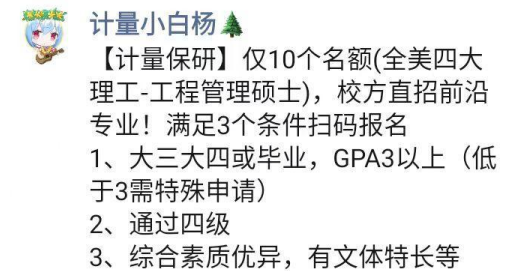 计量小白杨🌲
【计量保研】仅10个名额(全美四大
理工-工程管理硕士)，校方直招前沿
专业！满足3个条件扫码报名
1、大三大四或毕业，GPA3以上（低
于3需特殊申请）
2、通过四级
3、综合素质优异，有文体特长等